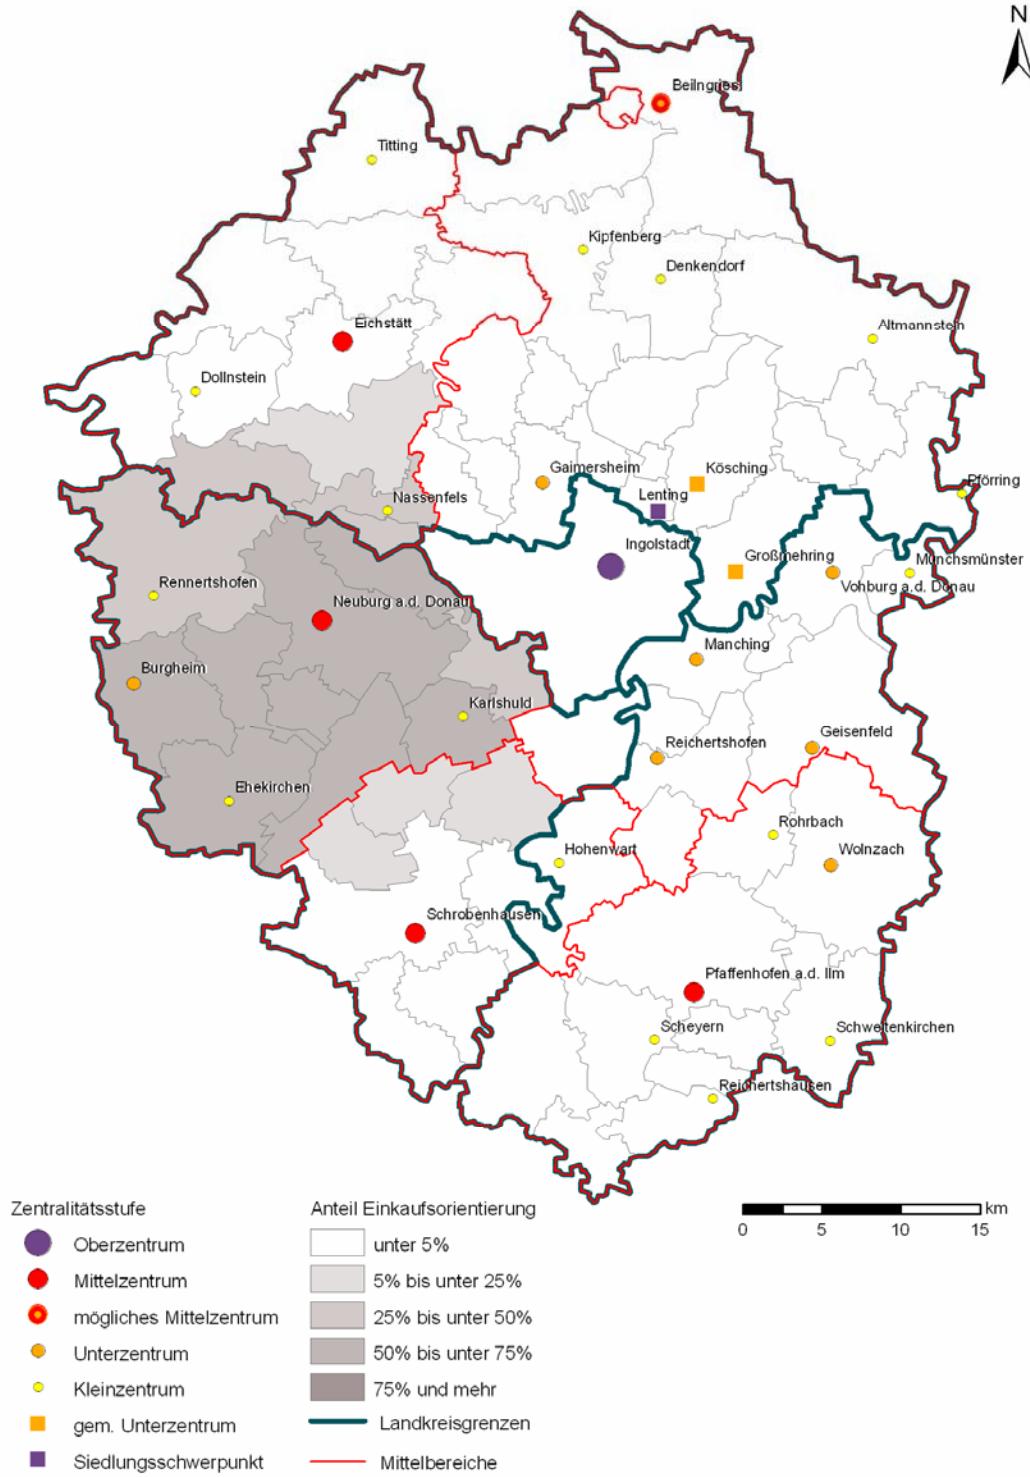 N
Beilngries
Titting
Kipfenberg
Denkendorf
Eichstätt
Altmannstein
Dollnstein
Gaimersheim
Kösching
Nassenfels
Lenting
Pförring
Ingolstadt
Großmehring
Münchsmünster
Rennertshofen
Vohburg a.d. Donau
Neuburg a.d. Donau
Manching
Burgheim
Karlshuld
Reichertshofen
Geisenfeld
Ehekirchen
Rohrbach
Hohenwart
Wolnzach
Schrobenhausen
Pfaffenhofen a.d. Ilm
Scheyern
Schweitenkirchen
Reichertshausen
Zentralitätsstufe
Oberzentrum
Mittelzentrum
mögliches Mittelzentrum
Unterzentrum
Kleinzentrum
gem. Unterzentrum
Siedlungsschwerpunkt
Anteil Einkaufsorientierung
unter 5%
5% bis unter 25%
25% bis unter 50%
50% bis unter 75%
75% und mehr
Landkreisgrenzen
Mittelbereiche
km
0 5 10 15